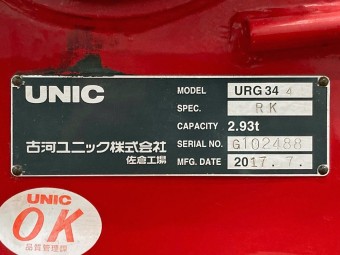 UNIC
古河ユニック株式会社
佐倉工場
MODEL URG34 4
SPEC. RK
CAPACITY 2.93t
SERIAL NO. G102488
MFG. DATE 2017.7.
UNIC
OK
品質管理課